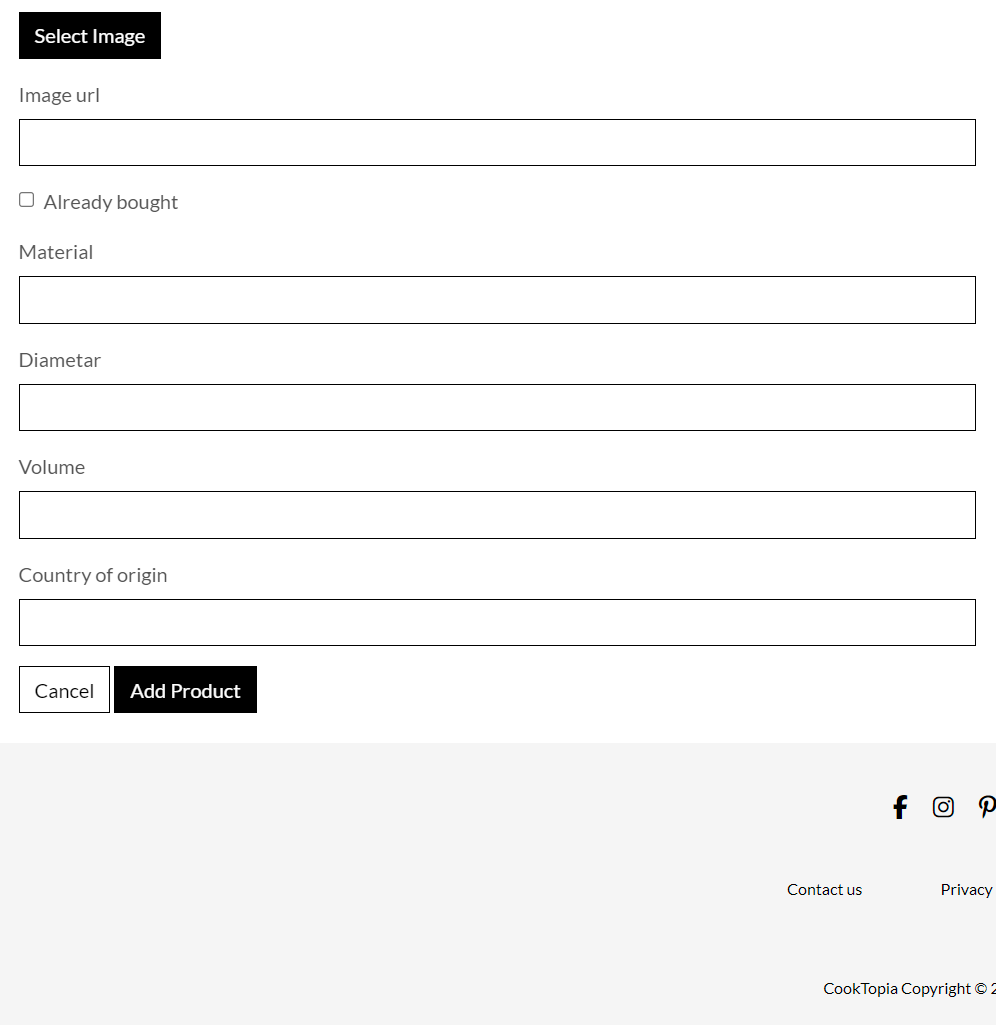 Select Image
Image url
Already bought
Material
Diametar
Volume
Country of origin
Cancel Add Product
Contact us Privacy
CookTopia Copyright © 2